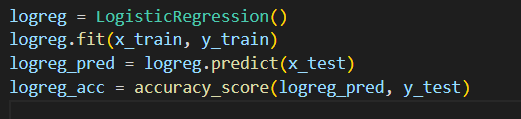 logreg = LogisticRegression()
logreg.fit(x_train, y_train)
logreg_pred = logreg.predict(x_test)
logreg_acc = accuracy_score(logreg_pred, y_test)